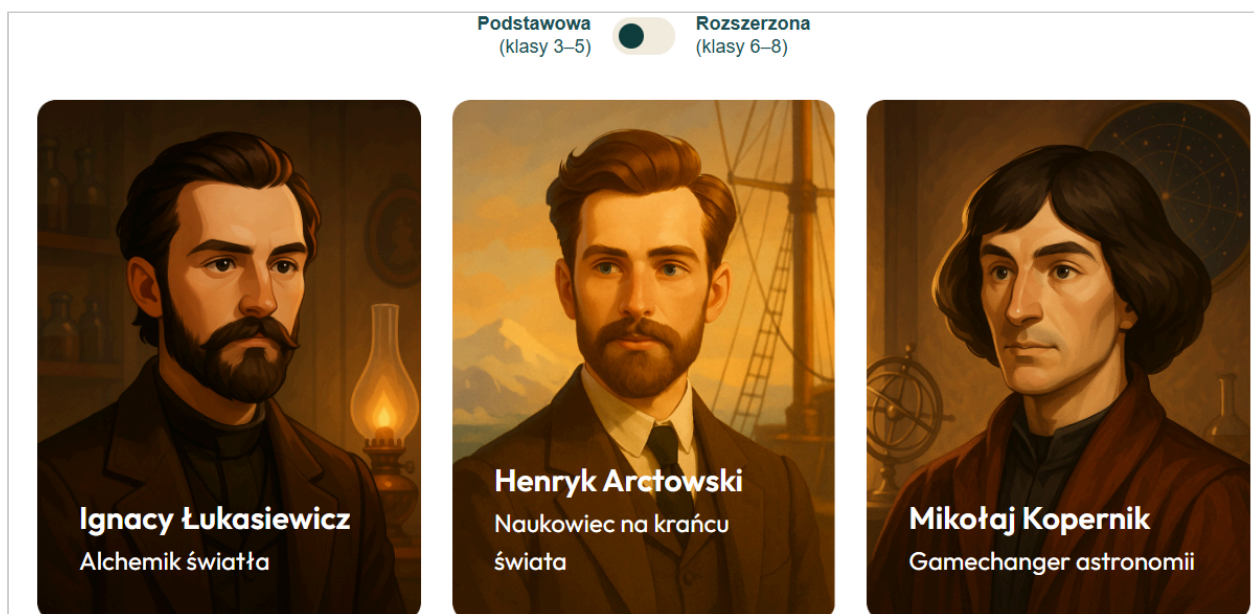 Podstawowa
(klasy 3–5)
Rozszerzona
(klasy 6–8)
Ignacy Łukasiewicz
Alchemik światła
Henryk Arctowski
Naukowiec na krańcu
świata
Mikołaj Kopernik
Gamechanger astronomii